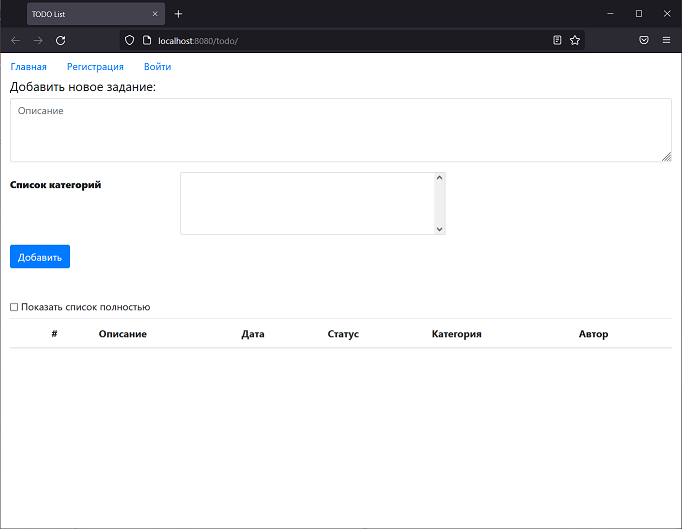 TODO List
localhost:8080/todo/
Главная Регистрация Войти
Добавить новое задание:
Описание
Список категорий
Добавить
Показать список полностью
# Описание Дата Статус Категория Автор